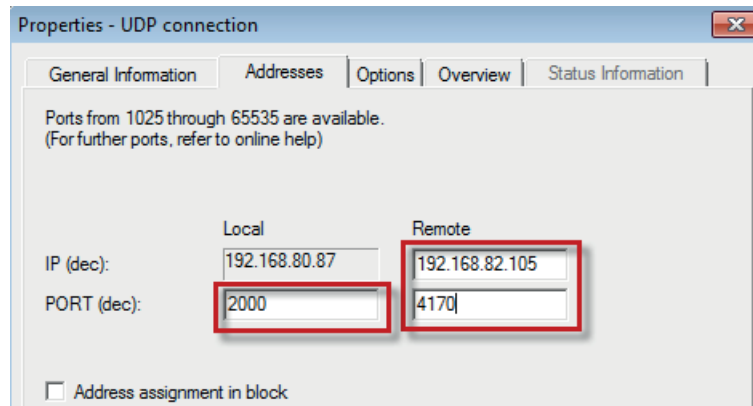 Properties - UDP connection
General Information Addresses Options Overview Status Information
Ports from 1025 through 65535 are available.
(For further ports, refer to online help)
Local Remote
IP (dec): 192.168.80.87 192.168.82.105
PORT (dec): 2000 4170
Address assignment in block